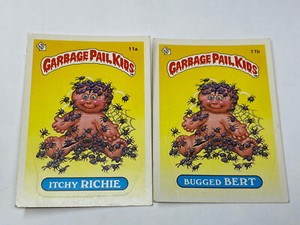 11a
GARBAGE PAIL KIDS
ITCHY RICHIE
11b
GARBAGE PAIL KIDS
BUGGED BERT